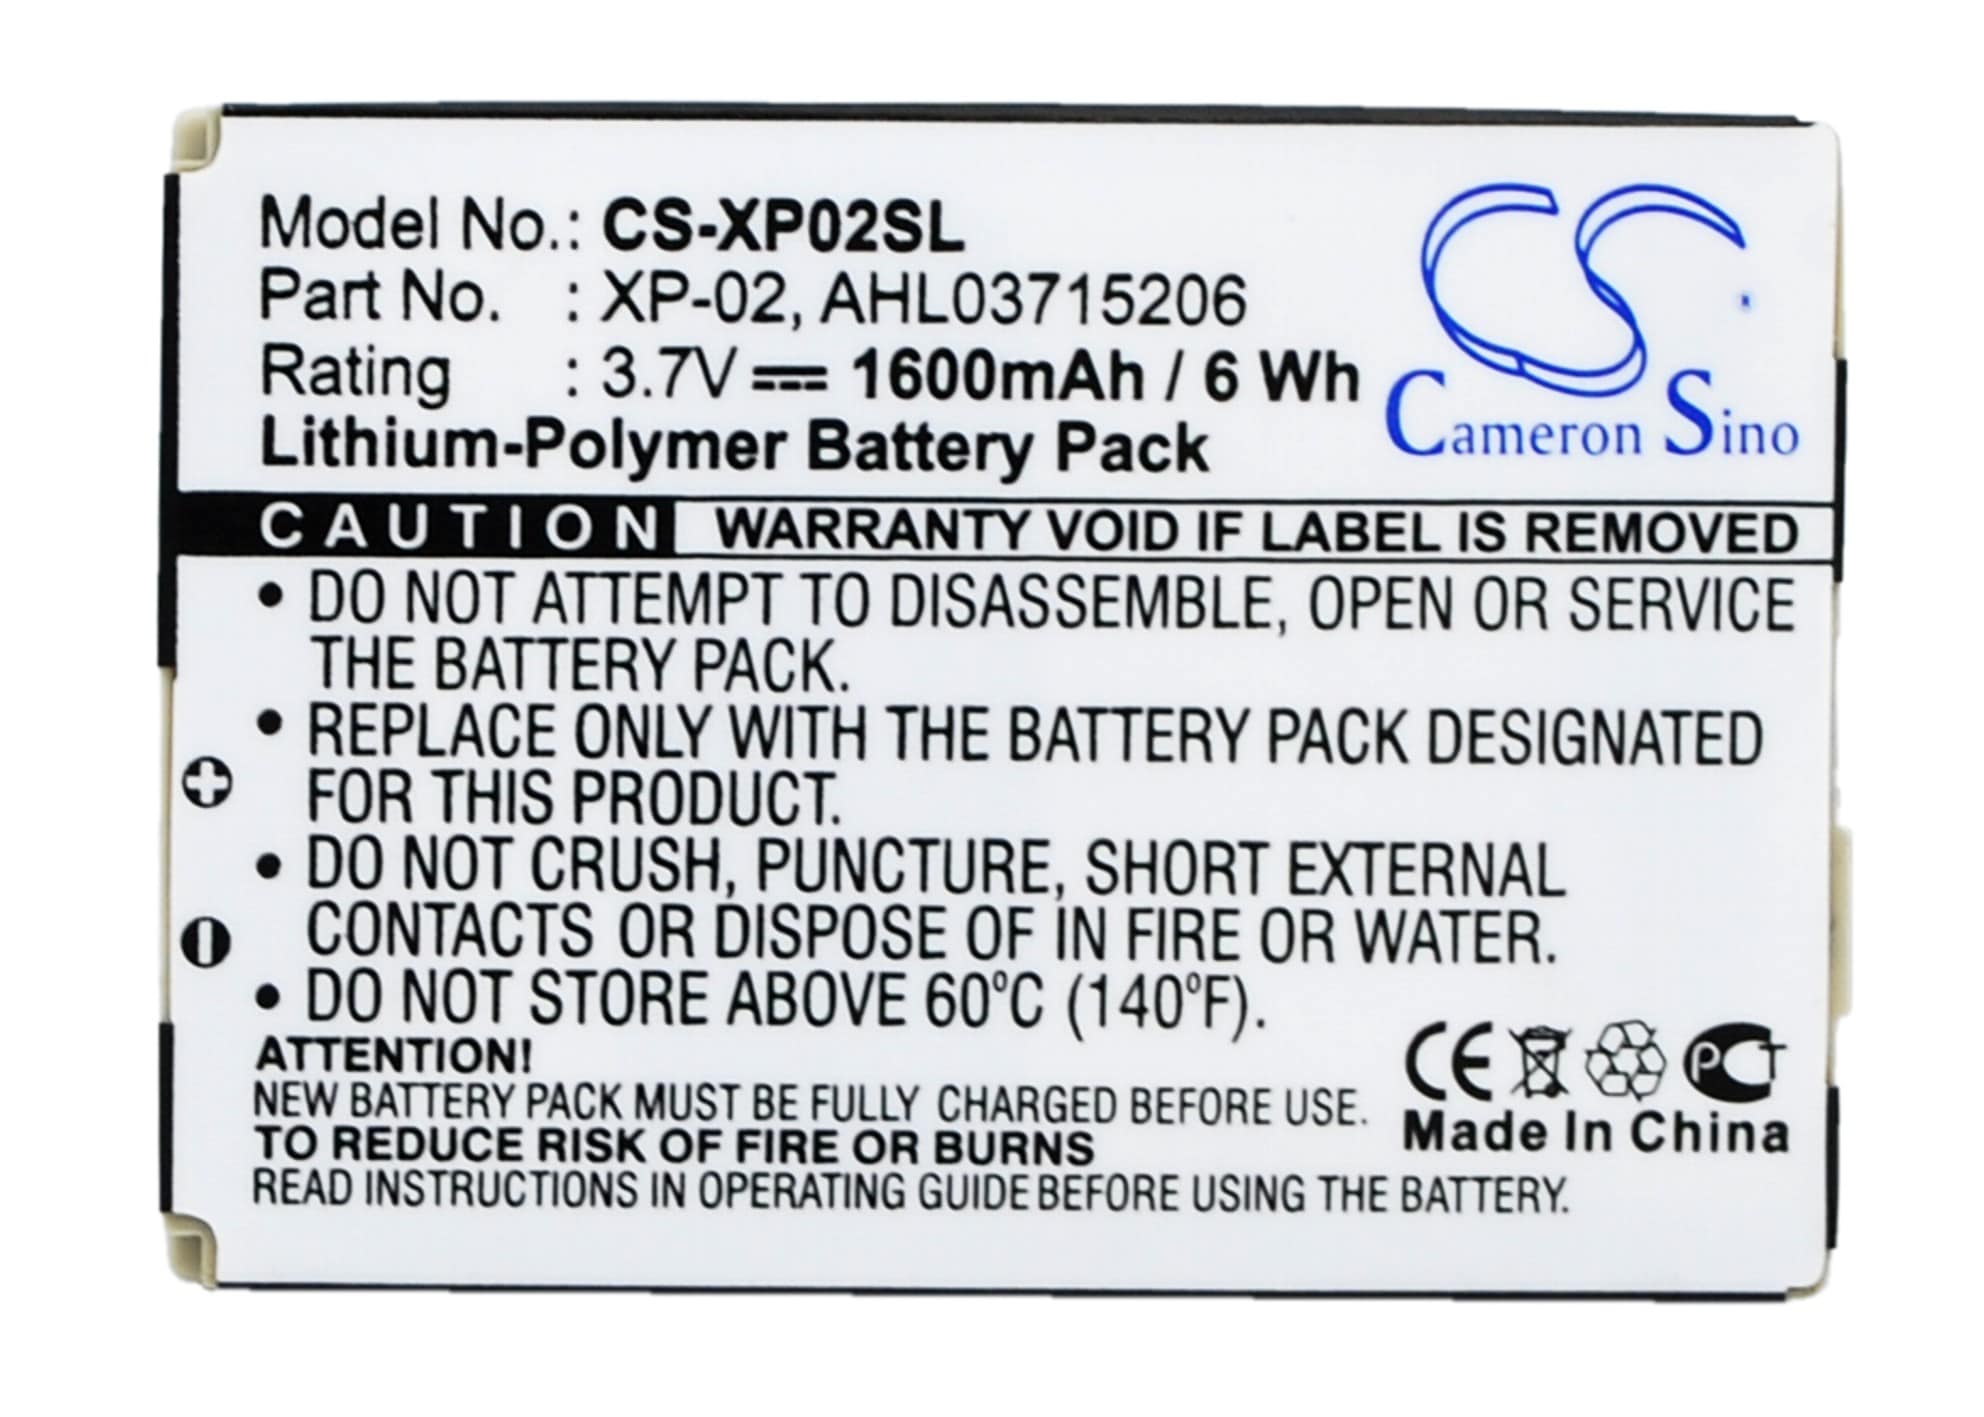 Model No.: CS-XP02SL
Part No. : XP-02, AHL03715206
Rating : 3.7V 1600mAh / 6 Wh
Lithium-Polymer Battery Pack
CS
Cameron Sino
CAUTION WARRANTY VOID IF LABEL IS REMOVED
• DO NOT ATTEMPT TO DISASSEMBLE, OPEN OR SERVICE
THE BATTERY PACK.
• REPLACE ONLY WITH THE BATTERY PACK DESIGNATED
FOR THIS PRODUCT.
• DO NOT CRUSH, PUNCTURE, SHORT EXTERNAL
CONTACTS OR DISPOSE OF IN FIRE OR WATER.
• DO NOT STORE ABOVE 60°C (140°F).
ATTENTION!
NEW BATTERY PACK MUST BE FULLY CHARGED BEFORE USE.
TO REDUCE RISK OF FIRE OR BURNS
READ INSTRUCTIONS IN OPERATING GUIDE BEFORE USING THE BATTERY.
CE PCT
Made In China